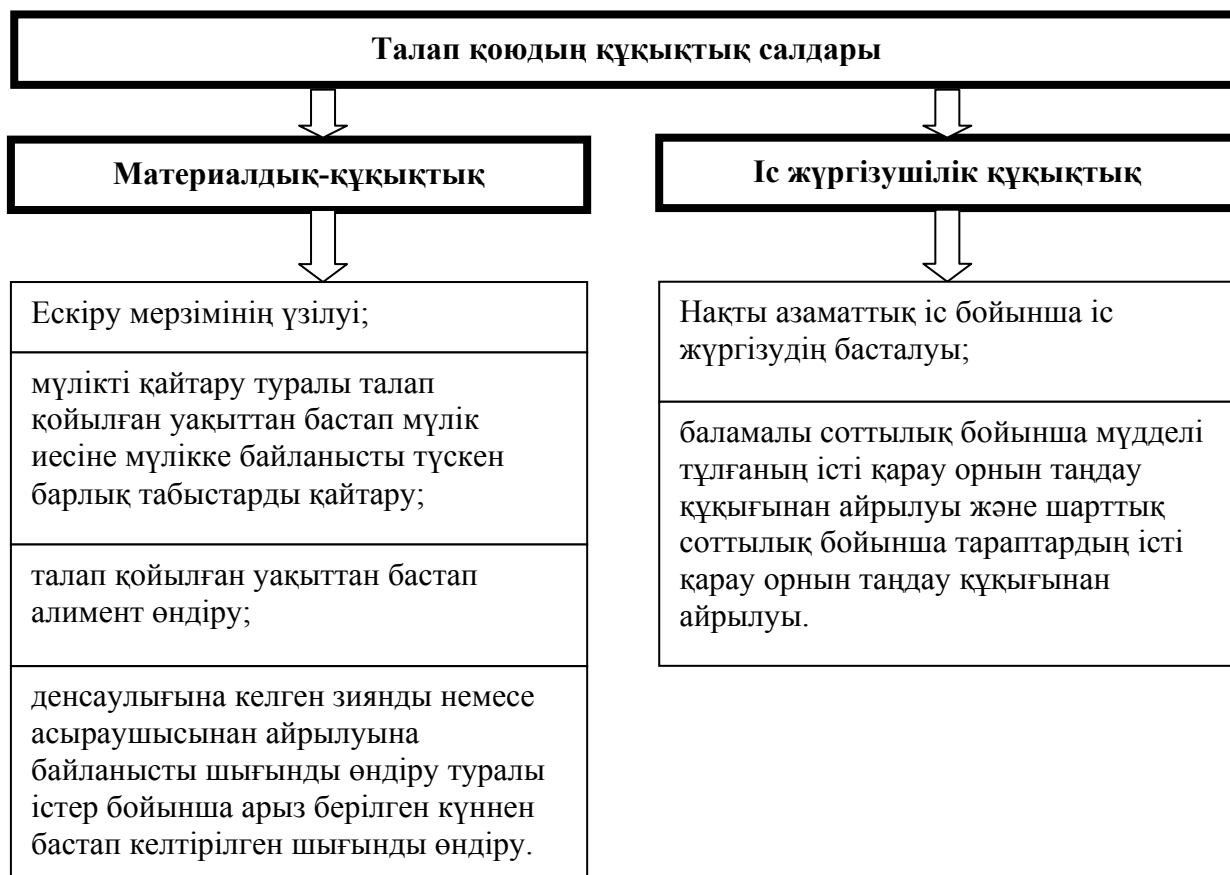 Талап қоюдың құқықтық салдары
Материалдық-құқықтық
Іс жүргізушілік құқықтық
Ескіру мерзімінің үзілуі;
мүлікті қайтару туралы талап
қойылған уақыттан бастап мүлік
иесіне мүлікке байланысты түскен
барлық табыстарды қайтару;
талап қойылған уақыттан бастап
алимент өндіру;
денсаулығына келген зиянды немесе
асыраушысынан айрылуына
байланысты шығынды өндіру туралы
істер бойынша арыз берілген күннен
бастап келтірілген шығынды өндіру.
Нақты азаматтық іс бойынша іс
жүргізудің басталуы;
баламалы соттылық бойынша мүдделі
тұлғаның істі қарау орнын таңдау
құқығынан айрылуы және шарттық
соттылық бойынша тараптардың істі
қарау орнын таңдау құқығынан
айрылуы.